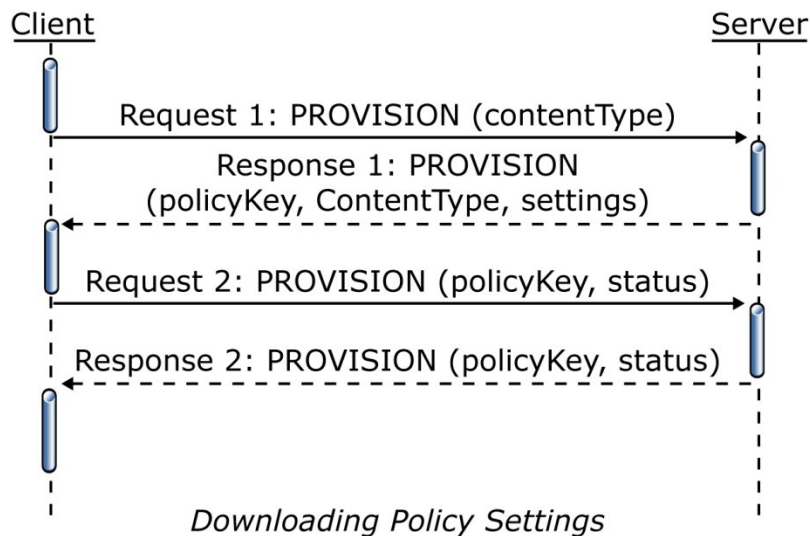 Client
Server
Request 1: PROVISION (contentType)
Response 1: PROVISION
(policyKey, ContentType, settings)
Request 2: PROVISION (policyKey, status)
Response 2: PROVISION (policyKey, status)
Downloading Policy Settings